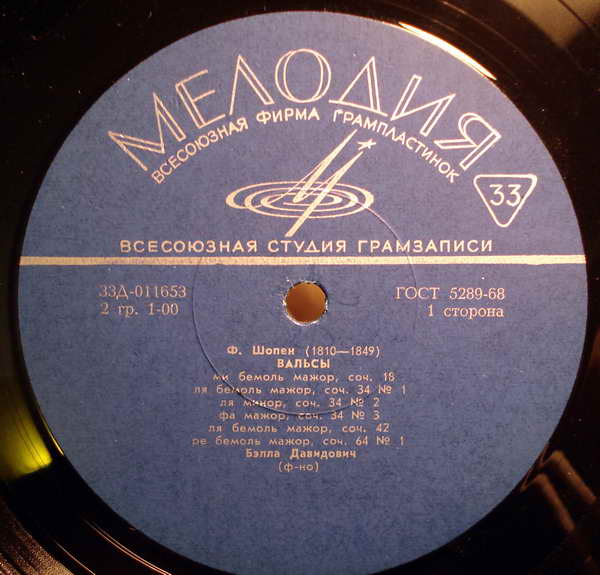 МЕЛОДИЯ
ВСЕСОЮЗНАЯ ФИРМА ГРАМПЛАСТИНОК
33
ВСЕСОЮЗНАЯ СТУДИЯ ГРАМЗАПИСИ
33Д-011653
ГОСТ 5289-68
2 гр. 1-00
1 сторона
Ф. Шопен (1810—1849)
ВАЛЬСЫ
ми бемоль мажор, соч. 18
ля бемоль мажор, соч. 34 № 1
ля минор, соч. 34 № 2
фа мажор, соч. 34 № 3
ля бемоль мажор, соч. 42
ре бемоль мажор, соч. 64 № 1
Бэлла Давидович
(ф-но)